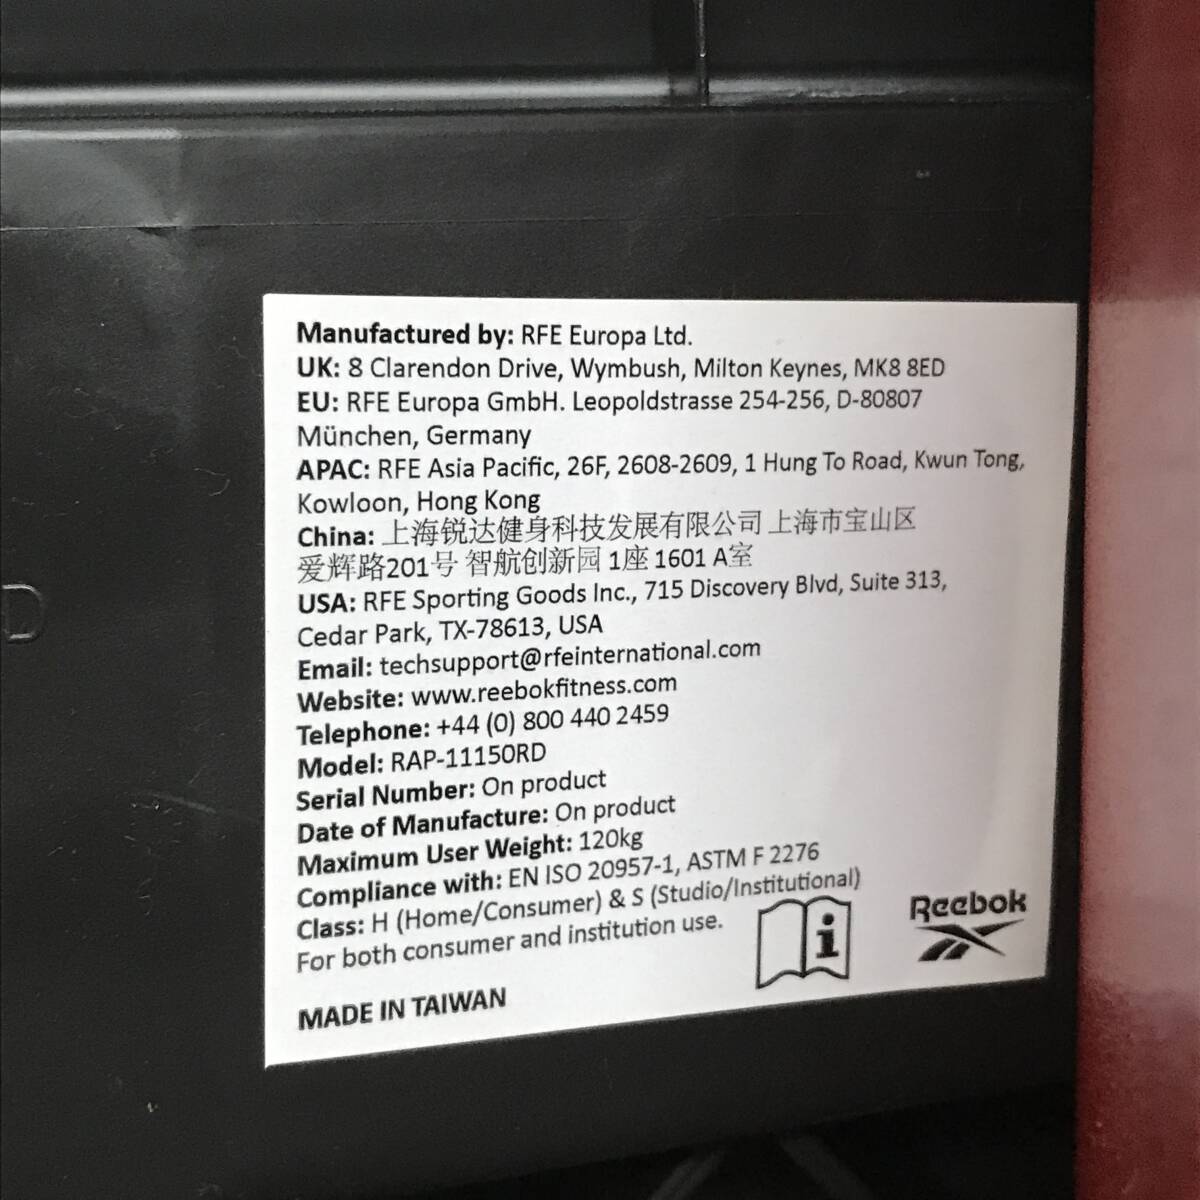 Manufactured by: RFE Europa Ltd.
UK: 8 Clarendon Drive, Wymbush, Milton Keynes, MK8 8ED
EU: RFE Europa GmbH. Leopoldstrasse 254-256, D-80807
München, Germany
APAC: RFE Asia Pacific, 26F, 2608-2609, 1 Hung To Road, Kwun Tong,
Kowloon, Hong Kong
China: 上海锐达健身科技发展有限公司 上海市宝山区
爱辉路201号 智航创新园 1座 1601 A室
USA: RFE Sporting Goods Inc., 715 Discovery Blvd, Suite 313,
Cedar Park, TX-78613, USA
Email: techsupport@rfeinternational.com
Website: www.reebokfitness.com
Telephone: +44 (0) 800 440 2459
Model: RAP-11150RD
Serial Number: On product
Date of Manufacture: On product
Maximum User Weight: 120kg
Compliance with: EN ISO 20957-1, ASTM F 2276
Class: H (Home/Consumer) & S (Studio/Institutional)
For both consumer and institution use.
MADE IN TAIWAN
i
Reebok
D